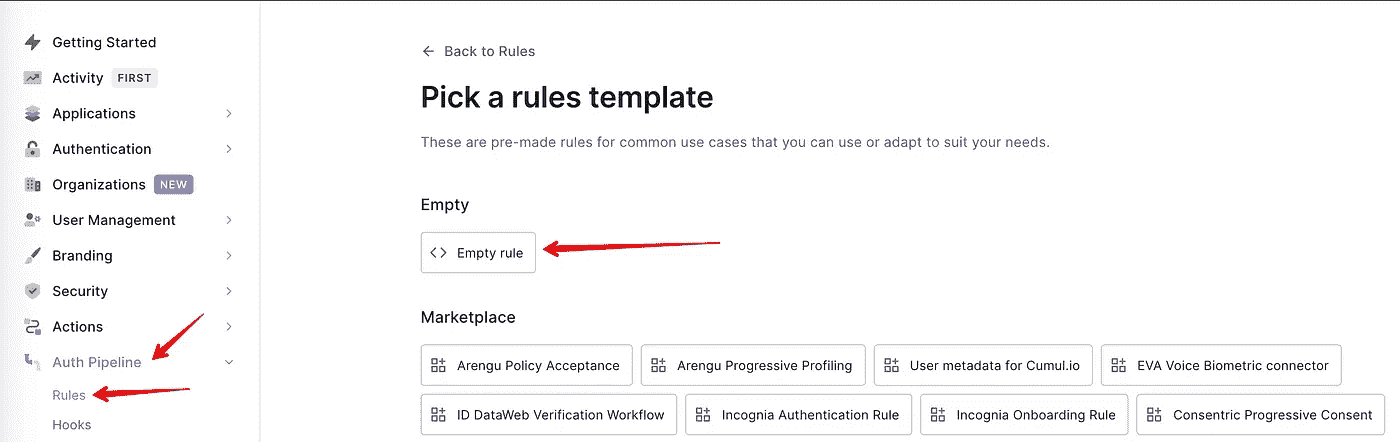 Getting Started
Activity FIRST
Applications
Authentication
Organizations NEW
User Management
Branding
Security
Actions
Auth Pipeline
Rules
Hooks
Back to Rules
Pick a rules template
These are pre-made rules for common use cases that you can use or adapt to suit your needs.
Empty
Empty rule
Marketplace
Arengu Policy Acceptance Arengu Progressive Profiling User metadata for Cumul.io EVA Voice Biometric connector
ID DataWeb Verification Workflow Incognia Authentication Rule Incognia Onboarding Rule Consentric Progressive Consent